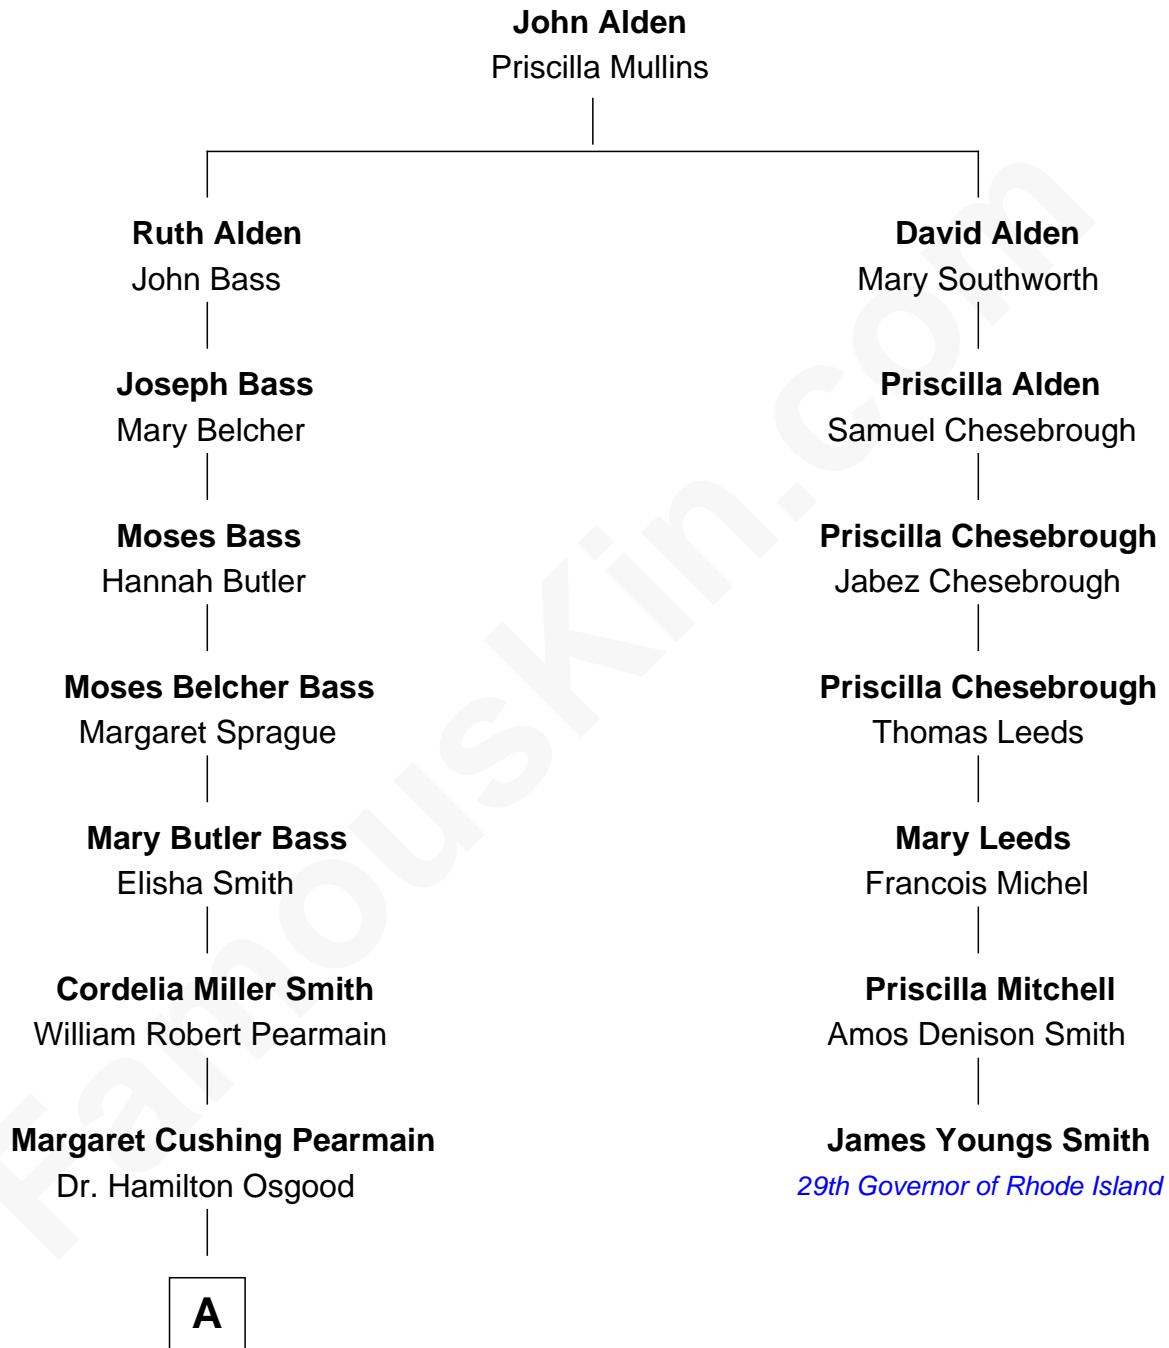 John Alden
Priscilla Mullins
Ruth Alden
John Bass
David Alden
Mary Southworth
Joseph Bass
Mary Belcher
Priscilla Alden
Samuel Chesebrough
Moses Bass
Hannah Butler
Priscilla Chesebrough
Jabez Chesebrough
Moses Belcher Bass
Margaret Sprague
Priscilla Chesebrough
Thomas Leeds
Mary Butler Bass
Elisha Smith
Mary Leeds
Francois Michel
Cordelia Miller Smith
William Robert Pearmain
Priscilla Mitchell
Amos Denison Smith
Margaret Cushing Pearmain
Dr. Hamilton Osgood
James Youngs Smith
29th Governor of Rhode Island
A
FamousKin.com